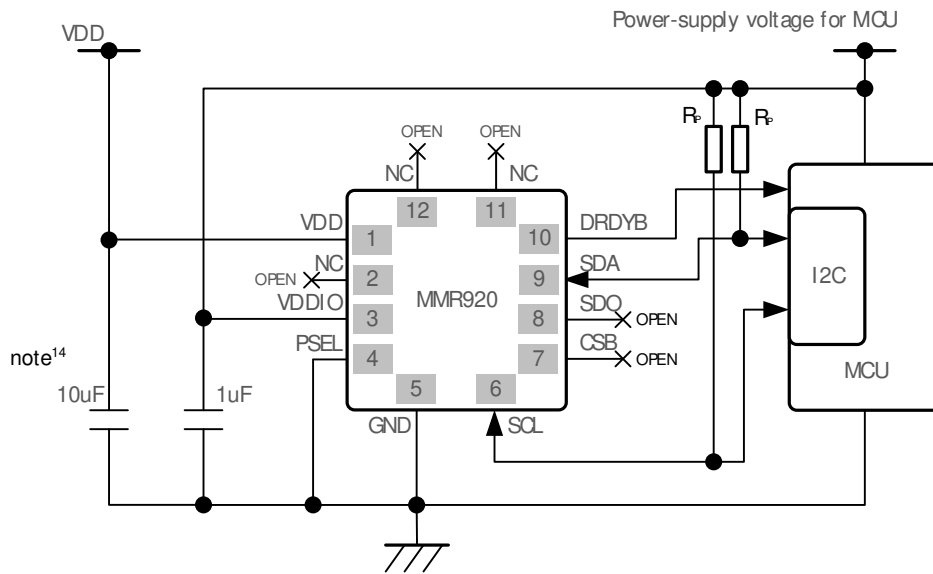 Power-supply voltage for MCU
VDD
RP RP
OPEN OPEN
NC NC
12 11
VDD 1 10 DRDYB
NC
OPEN 2 9 SDA
I2C
MMR920
VDDIO 3 8 SDO OPEN
PSEL 4 7 CSB OPEN
note14
MCU
10uF 1uF
5 6
GND SCL